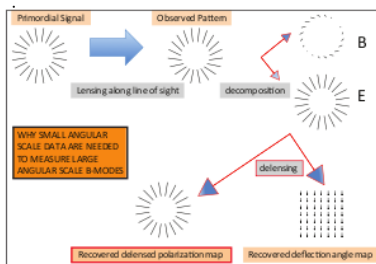 Primordial Signal
Observed Pattern
B
Lensing along line of sight
decomposition
E
WHY SMALL ANGULAR
SCALE DATA ARE NEEDED
TO MEASURE LARGE
ANGULAR SCALE B-MODES
delensing
Recovered delensed polarization map
Recovered deflection angle map